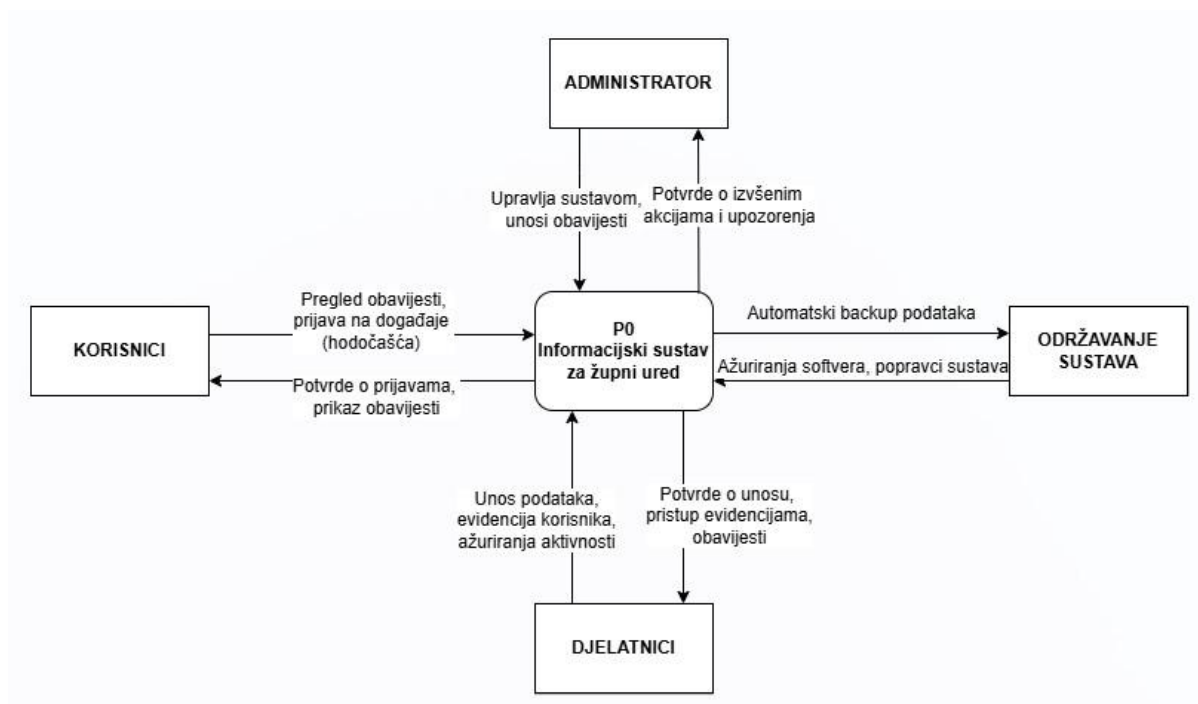 ADMINISTRATOR
Upravlja sustavom,
unosi obavijesti
Potvrde o izvšenim
akcijama i upozorenja
KORISNICI
Pregled obavijesti,
prijava na događaje
(hodočašća)
Potvrde o prijavama,
prikaz obavijesti
P0
Informacijski sustav
za župni ured
Automatski backup podataka
Ažuriranja softvera, popravci sustava
ODRŽAVANJE
SUSTAVA
Unos podataka,
evidencija korisnika,
ažuriranja aktivnosti
Potvrde o unosu,
pristup evidencijama,
obavijesti
DJELATNICI